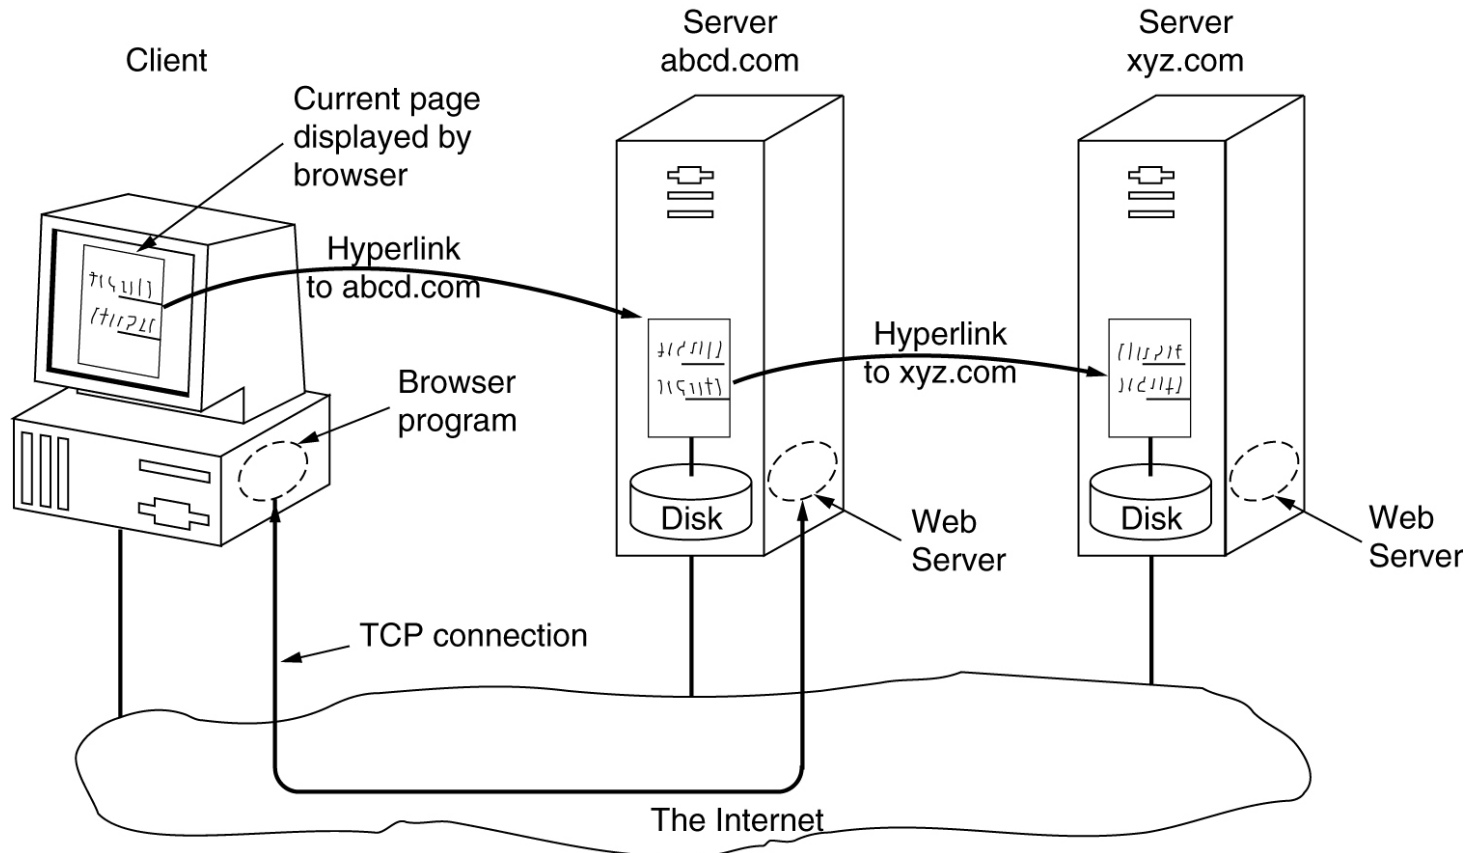 Client
Server
abcd.com
Server
xyz.com
Current page
displayed by
browser
Hyperlink
to abcd.com
Hyperlink
to xyz.com
Browser
program
Disk
Web
Server
Disk
Web
Server
TCP connection
The Internet